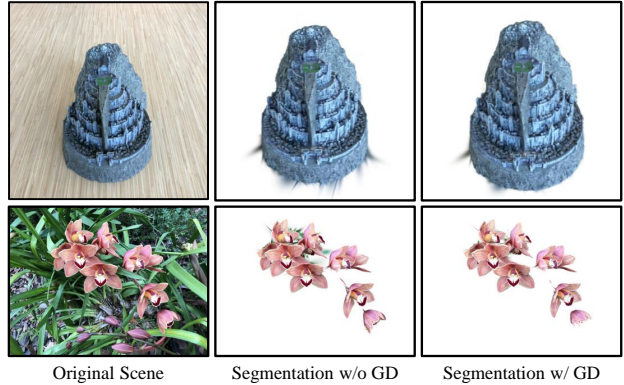 Original Scene
Segmentation w/o GD
Segmentation w/ GD